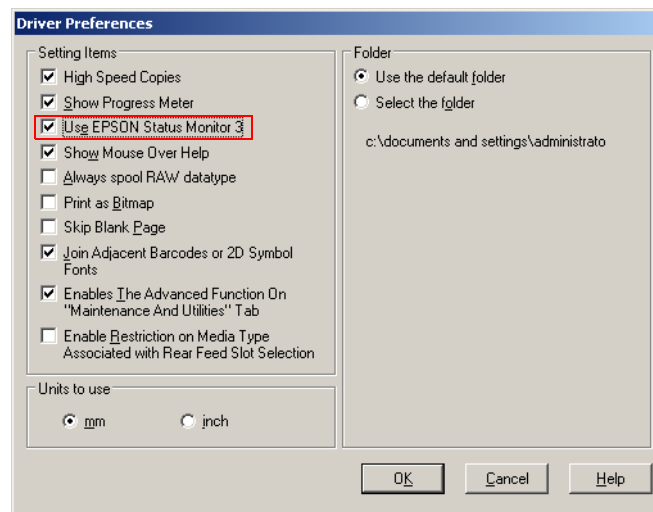 Driver Preferences
Setting Items
High Speed Copies
Show Progress Meter
Use EPSON Status Monitor 3
Show Mouse Over Help
Always spool RAW datatype
Print as Bitmap
Skip Blank Page
Join Adjacent Barcodes or 2D Symbol
Fonts
Enables The Advanced Function On
"Maintenance And Utilities" Tab
Enable Restriction on Media Type
Associated with Rear Feed Slot Selection
Units to use
mm
inch
Folder
Use the default folder
Select the folder
c:\documents and settings\administrato
OK
Cancel
Help